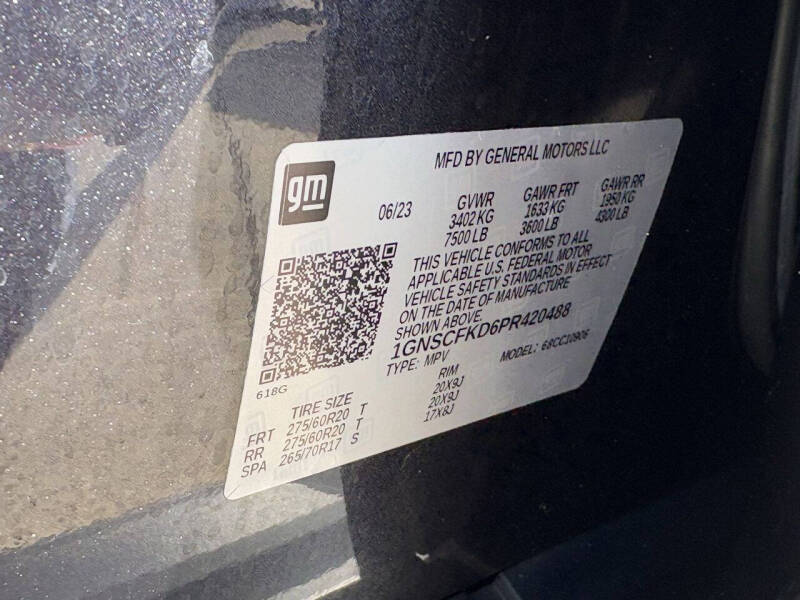 gm
MFD BY GENERAL MOTORS LLC
06/23
GVWR
3402 KG
7500 LB
GAWR FRT
1633 KG
3600 LB
GAWR RR
1950 KG
4300 LB
THIS VEHICLE CONFORMS TO ALL
APPLICABLE U.S. FEDERAL MOTOR
VEHICLE SAFETY STANDARDS IN EFFECT
ON THE DATE OF MANUFACTURE
SHOWN ABOVE.
1GNSCFKD6PR420488
TYPE: MPV MODEL: 68CC10906
618G
TIRE SIZE RIM
FRT 275/60R20 T 20X9J
RR 275/60R20 T 20X9J
SPA 265/70R17 S 17X8J